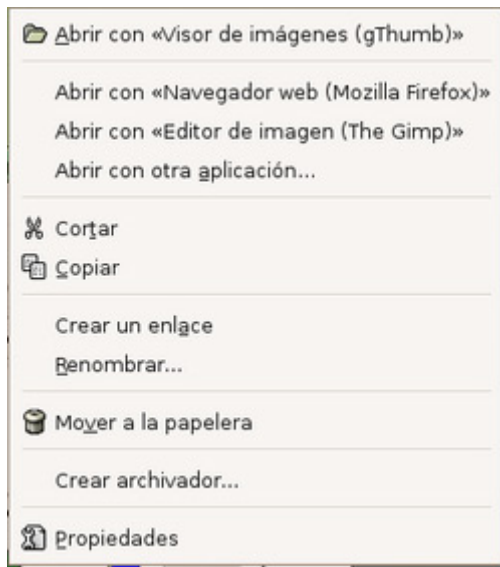 Abrir con «Visor de imágenes (gThumb)»
Abrir con «Navegador web (Mozilla Firefox)»
Abrir con «Editor de imagen (The Gimp)»
Abrir con otra aplicación...
Cortar
Copiar
Crear un enlace
Renombrar...
Mover a la papelera
Crear archivador...
Propiedades